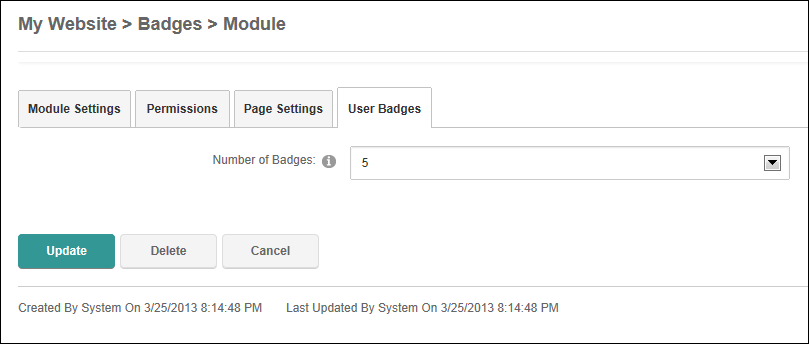 My Website > Badges > Module
Module Settings Permissions Page Settings User Badges
Number of Badges: 5
Update Delete Cancel
Created By System On 3/25/2013 8:14:48 PM Last Updated By System On 3/25/2013 8:14:48 PM